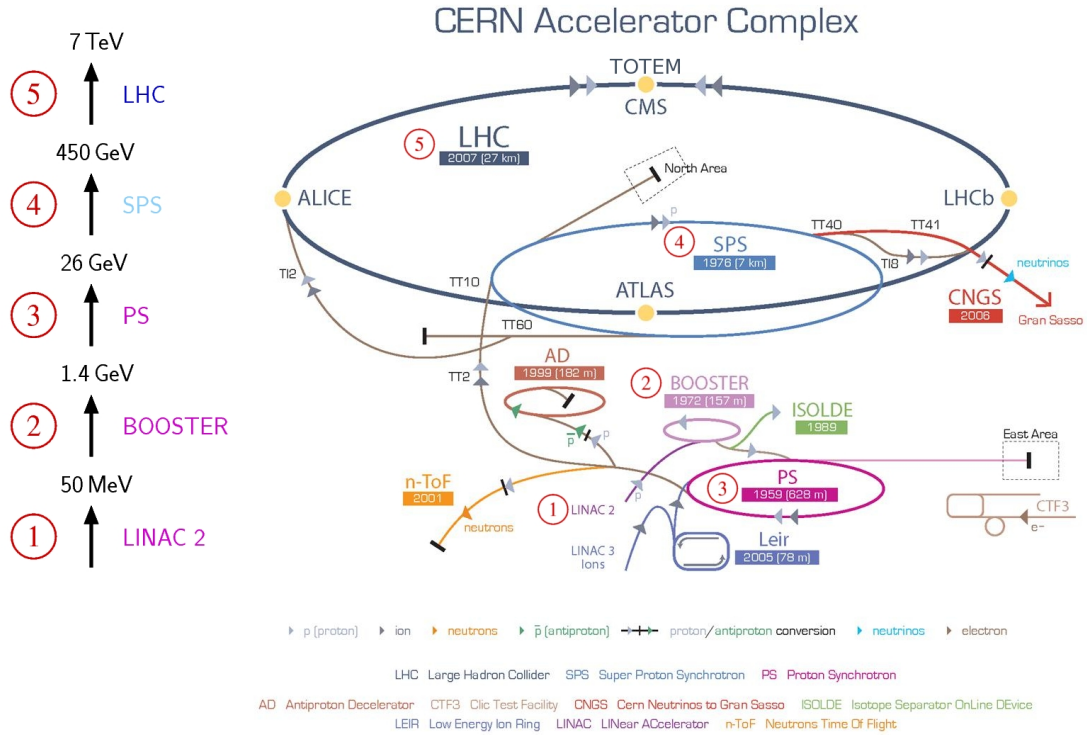 CERN Accelerator Complex
7 TeV
5 LHC
450 GeV
4 SPS
26 GeV
3 PS
1.4 GeV
2 BOOSTER
50 MeV
1 LINAC 2
TOTEM
CMS
5 LHC
2007 (27 km)
North Area
ALICE
LHCb
p
4 SPS
1976 (7 km)
TT40
TT41
TI8
TI2
TT10
ATLAS
neutrinos
CNGS
2006
Gran Sasso
TT60
TT2
AD
1999 (182 m)
2 BOOSTER
1972 (157 m)
ISOLDE
1989
p̅
p
East Area
n-ToF
2001
neutrons
1 LINAC 2
p
3 PS
1959 (628 m)
CTF3
e-
LINAC 3
Ions
Leir
2005 (78 m)
p (proton) ion neutrons p̅ (antiproton) proton/antiproton conversion neutrinos electron
LHC Large Hadron Collider SPS Super Proton Synchrotron PS Proton Synchrotron
AD Antiproton Decelerator CTF3 Clic Test Facility CNGS Cern Neutrinos to Gran Sasso ISOLDE Isotope Separator OnLine DEvice
LEIR Low Energy Ion Ring LINAC LINear ACcelerator n-ToF Neutrons Time Of Flight